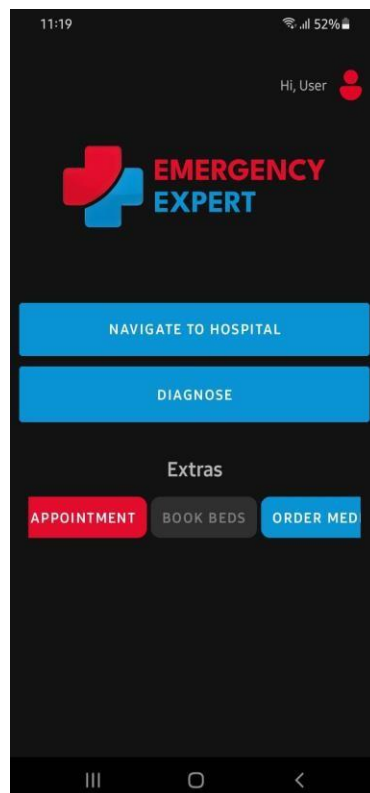 11:19 52%
Hi, User
EMERGENCY
EXPERT
NAVIGATE TO HOSPITAL
DIAGNOSE
Extras
APPOINTMENT BOOK BEDS ORDER MED